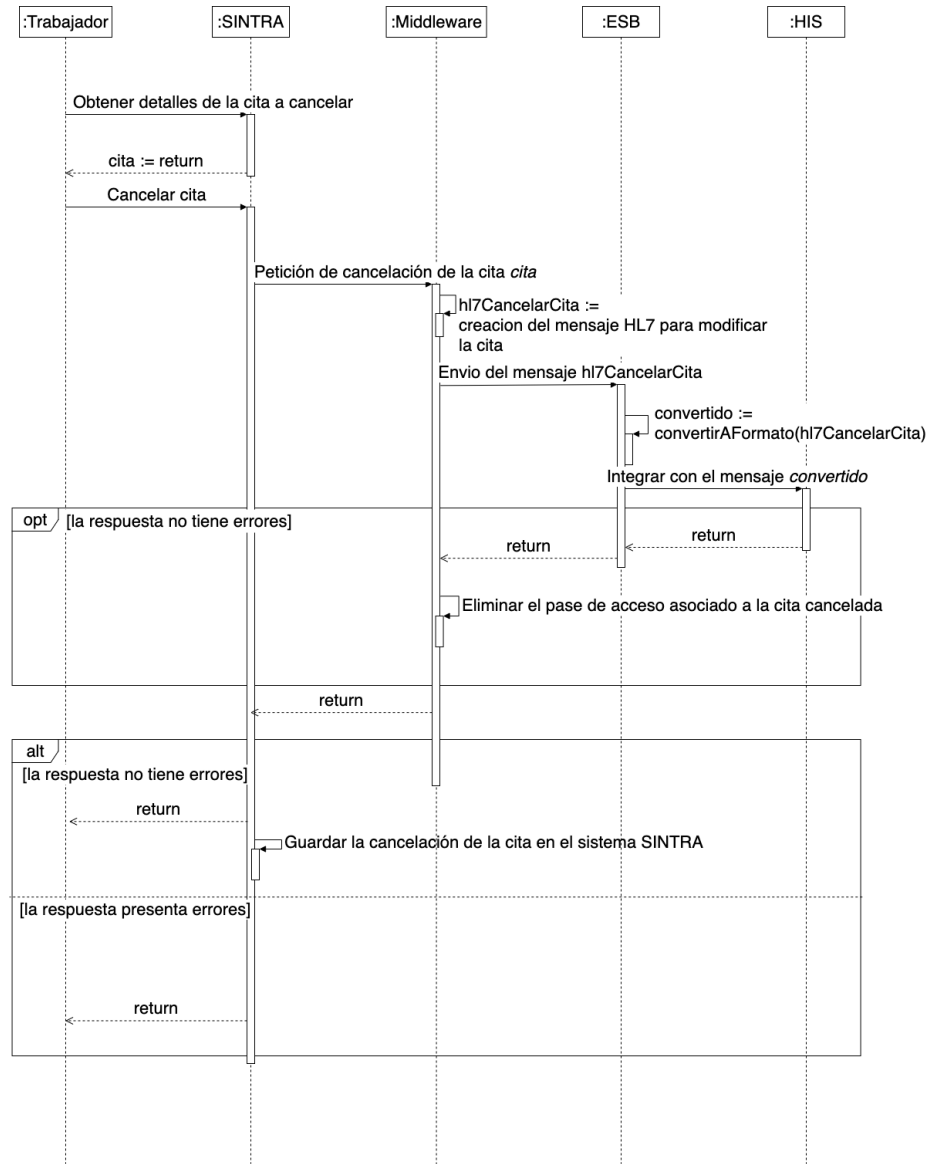 :Trabajador
:SINTRA
:Middleware
:ESB
:HIS
Obtener detalles de la cita a cancelar
cita := return
Cancelar cita
Petición de cancelación de la cita cita
hl7CancelarCita :=
creacion del mensaje HL7 para modificar
la cita
Envio del mensaje hl7CancelarCita
convertido :=
convertirAFormato(hl7CancelarCita)
Integrar con el mensaje convertido
opt
[la respuesta no tiene errores]
return
return
Eliminar el pase de acceso asociado a la cita cancelada
return
alt
[la respuesta no tiene errores]
return
Guardar la cancelación de la cita en el sistema SINTRA
[la respuesta presenta errores]
return